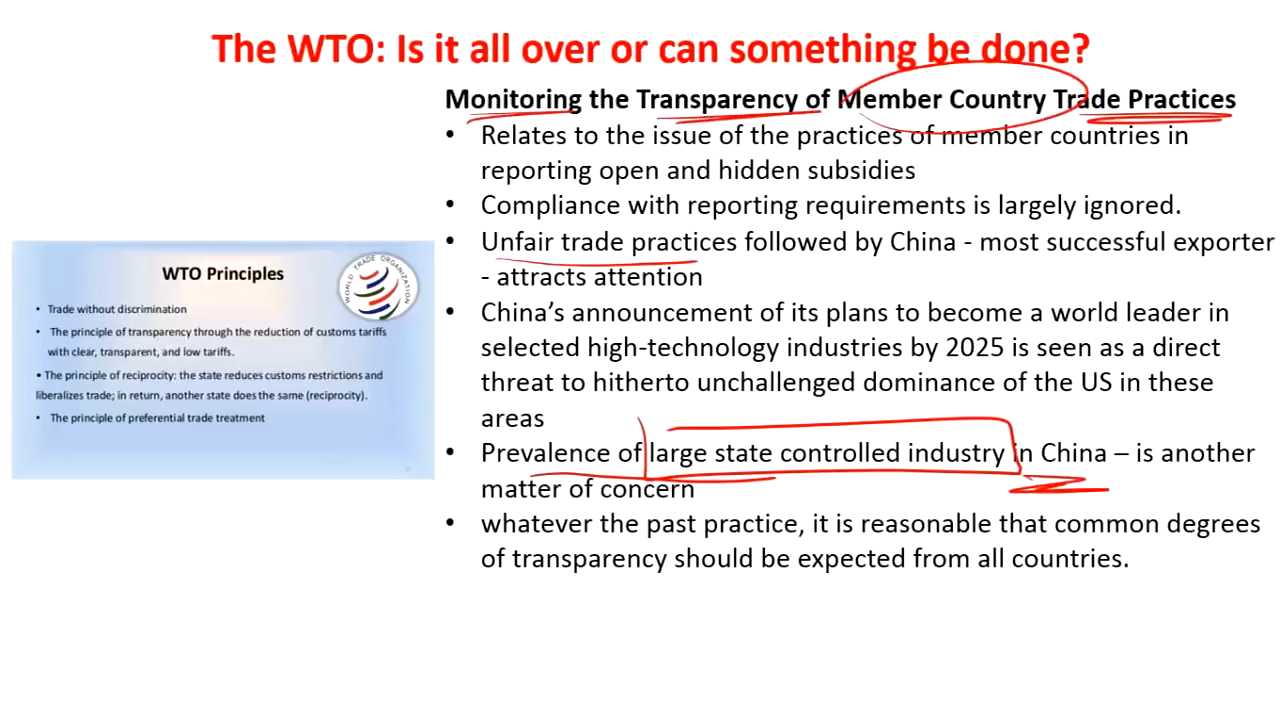 The WTO: Is it all over or can something be done?
Monitoring the Transparency of Member Country Trade Practices
• Relates to the issue of the practices of member countries in
reporting open and hidden subsidies
• Compliance with reporting requirements is largely ignored.
• Unfair trade practices followed by China - most successful exporter
- attracts attention
• China's announcement of its plans to become a world leader in
selected high-technology industries by 2025 is seen as a direct
threat to hitherto unchallenged dominance of the US in these
areas
• Prevalence of large state controlled industry in China – is another
matter of concern
• whatever the past practice, it is reasonable that common degrees
of transparency should be expected from all countries.
WTO Principles
WORLD TRADE ORGANIZATION
• Trade without discrimination
• The principle of transparency through the reduction of customs tariffs
with clear, transparent, and low tariffs.
• The principle of reciprocity: the state reduces customs restrictions and
liberalizes trade; in return, another state does the same (reciprocity).
• The principle of preferential trade treatment